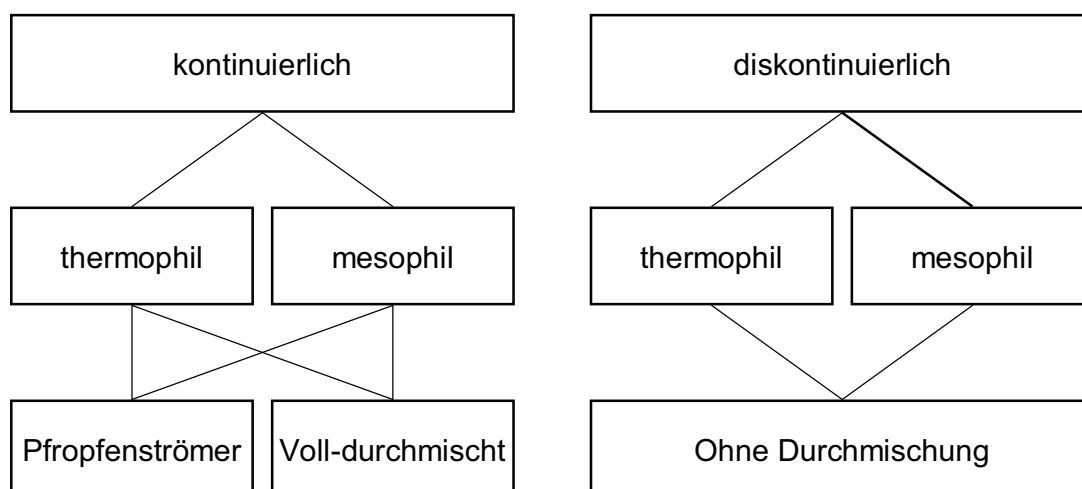 kontinuierlich
diskontinuierlich
thermophil
mesophil
thermophil
mesophil
Pfropfenströmer
Voll-durchmischt
Ohne Durchmischung